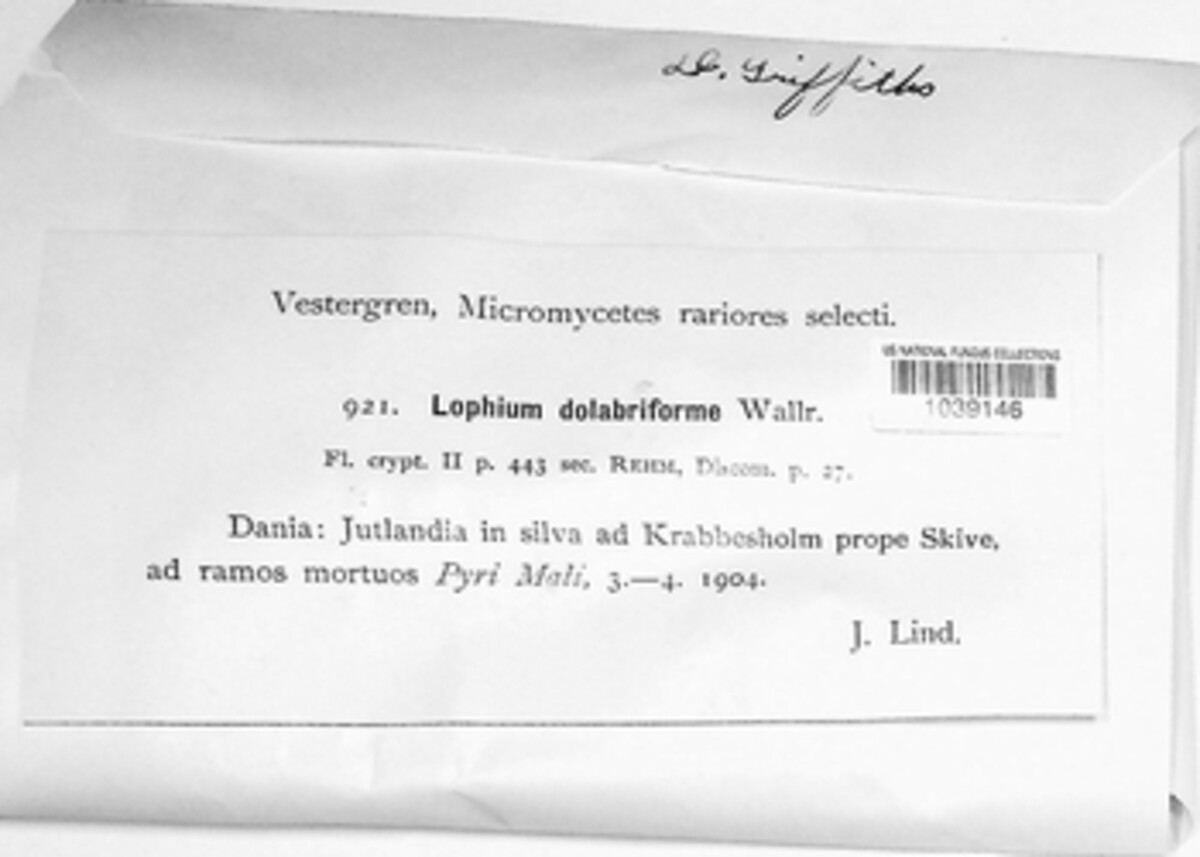 D. Griffiths
Vestergren, Micromycetes rariores selecti.
US NATIONAL FUNGUS COLLECTIONS
1039146
921. Lophium dolabriforme Wallr.
Fl. crypt. II p. 443 sec. REHM, Discom. p. 27.
Dania: Jutlandia in silva ad Krabbesholm prope Skive,
ad ramos mortuos Pyri Mali, 3.—4. 1904.
J. Lind.